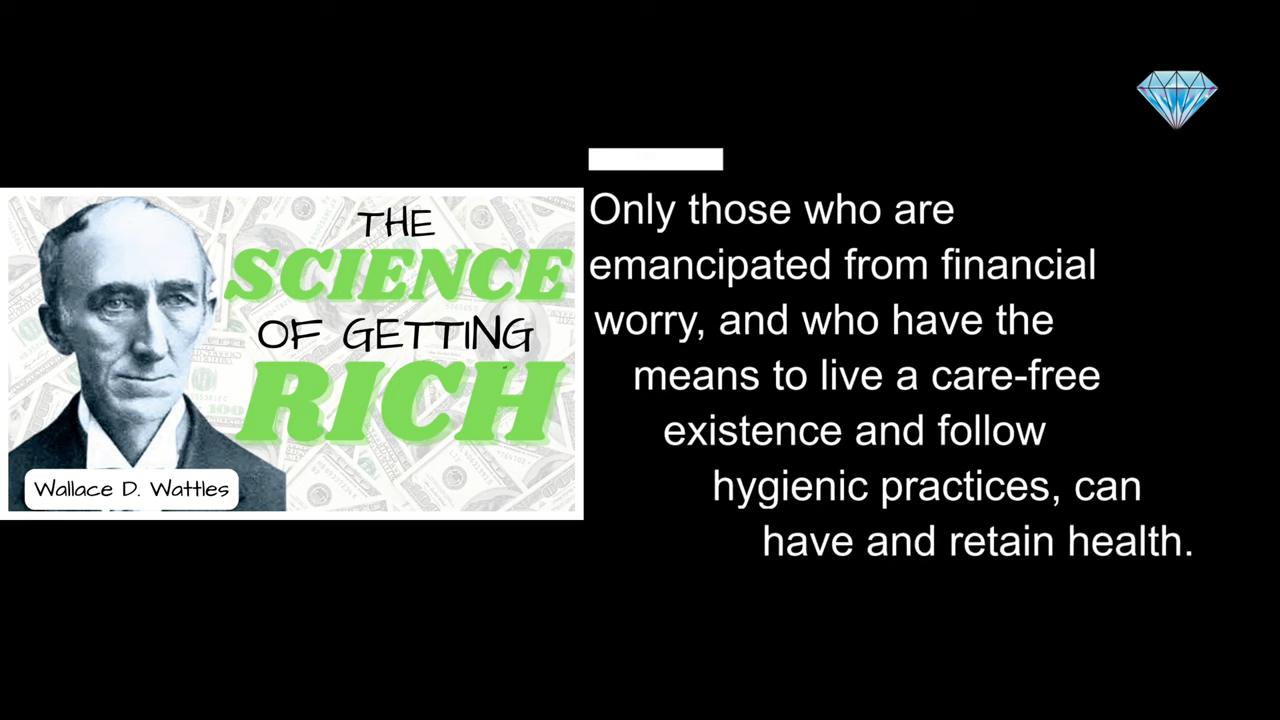 THE
SCIENCE
OF GETTING
RICH
Wallace D. Wattles
Only those who are
emancipated from financial
worry, and who have the
means to live a care-free
existence and follow
hygienic practices, can
have and retain health.